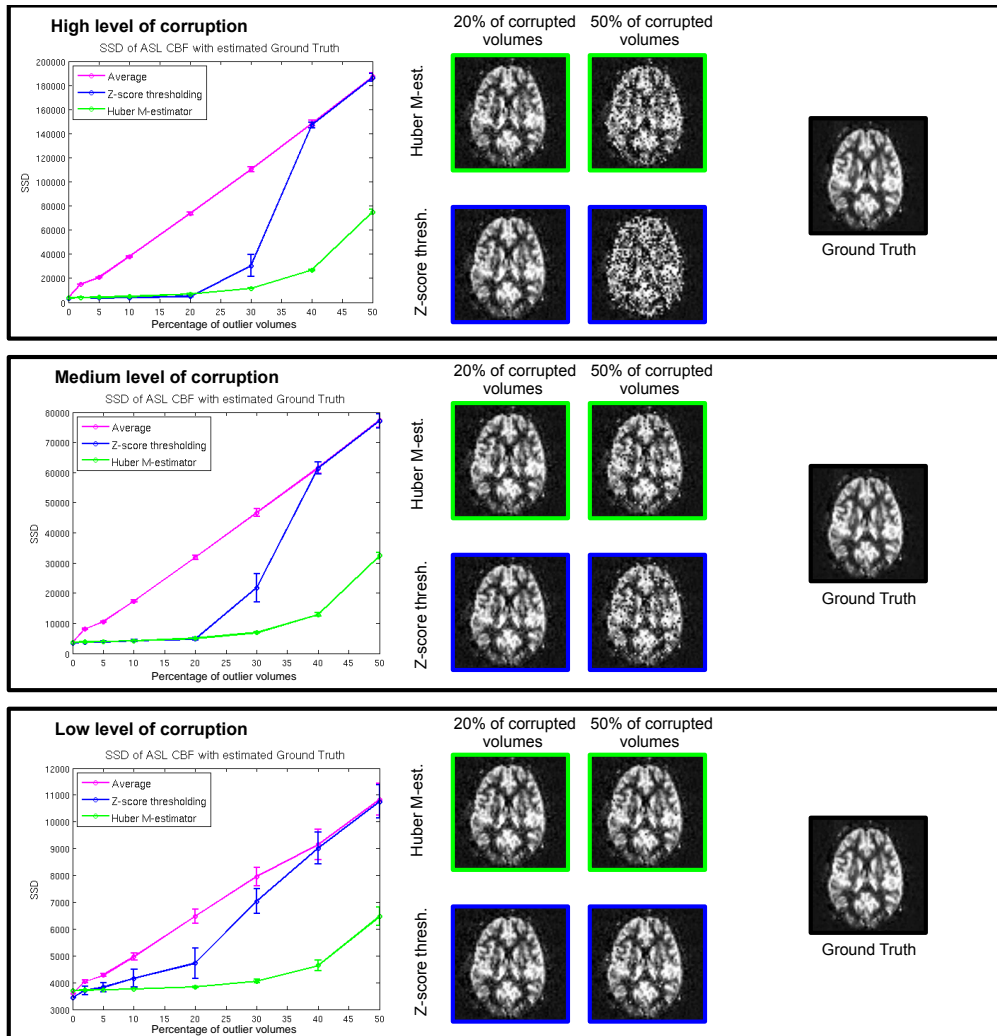 High level of corruption
SSD of ASL CBF with estimated Ground Truth
200000
180000
160000
140000
120000
100000
80000
60000
40000
20000
0
SSD
Average
Z-score thresholding
Huber M-estimator
0 5 10 15 20 25 30 35 40 45 50
Percentage of outlier volumes
20% of corrupted
volumes
50% of corrupted
volumes
Huber M-est.
Z-score thresh.
Ground Truth
Medium level of corruption
SSD of ASL CBF with estimated Ground Truth
80000
70000
60000
50000
40000
30000
20000
10000
0
SSD
Average
Z-score thresholding
Huber M-estimator
0 5 10 15 20 25 30 35 40 45 50
Percentage of outlier volumes
20% of corrupted
volumes
50% of corrupted
volumes
Huber M-est.
Z-score thresh.
Ground Truth
Low level of corruption
SSD of ASL CBF with estimated Ground Truth
12000
11000
10000
9000
8000
7000
6000
5000
4000
3000
SSD
Average
Z-score thresholding
Huber M-estimator
0 5 10 15 20 25 30 35 40 45 50
Percentage of outlier volumes
20% of corrupted
volumes
50% of corrupted
volumes
Huber M-est.
Z-score thresh.
Ground Truth